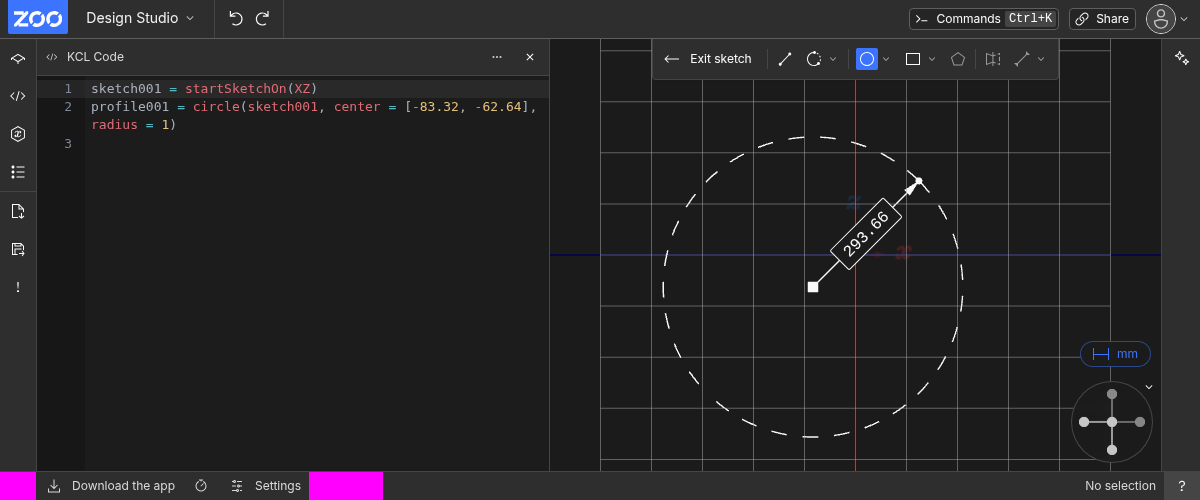 ZOO
Design Studio
Commands Ctrl+K
Share
KCL Code
Exit sketch
1 sketch001 = startSketchOn(XZ)
2 profile001 = circle(sketch001, center = [-83.32, -62.64],
radius = 1)
3
293.66
mm
Download the app
Settings
No selection
?